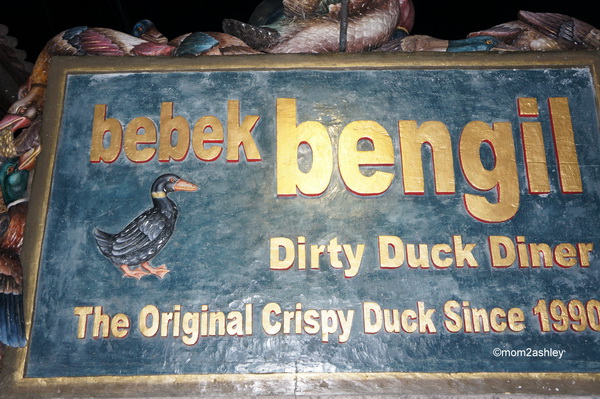 bebek bengil
Dirty Duck Diner
The Original Crispy Duck Since 1990
©mom2ashley